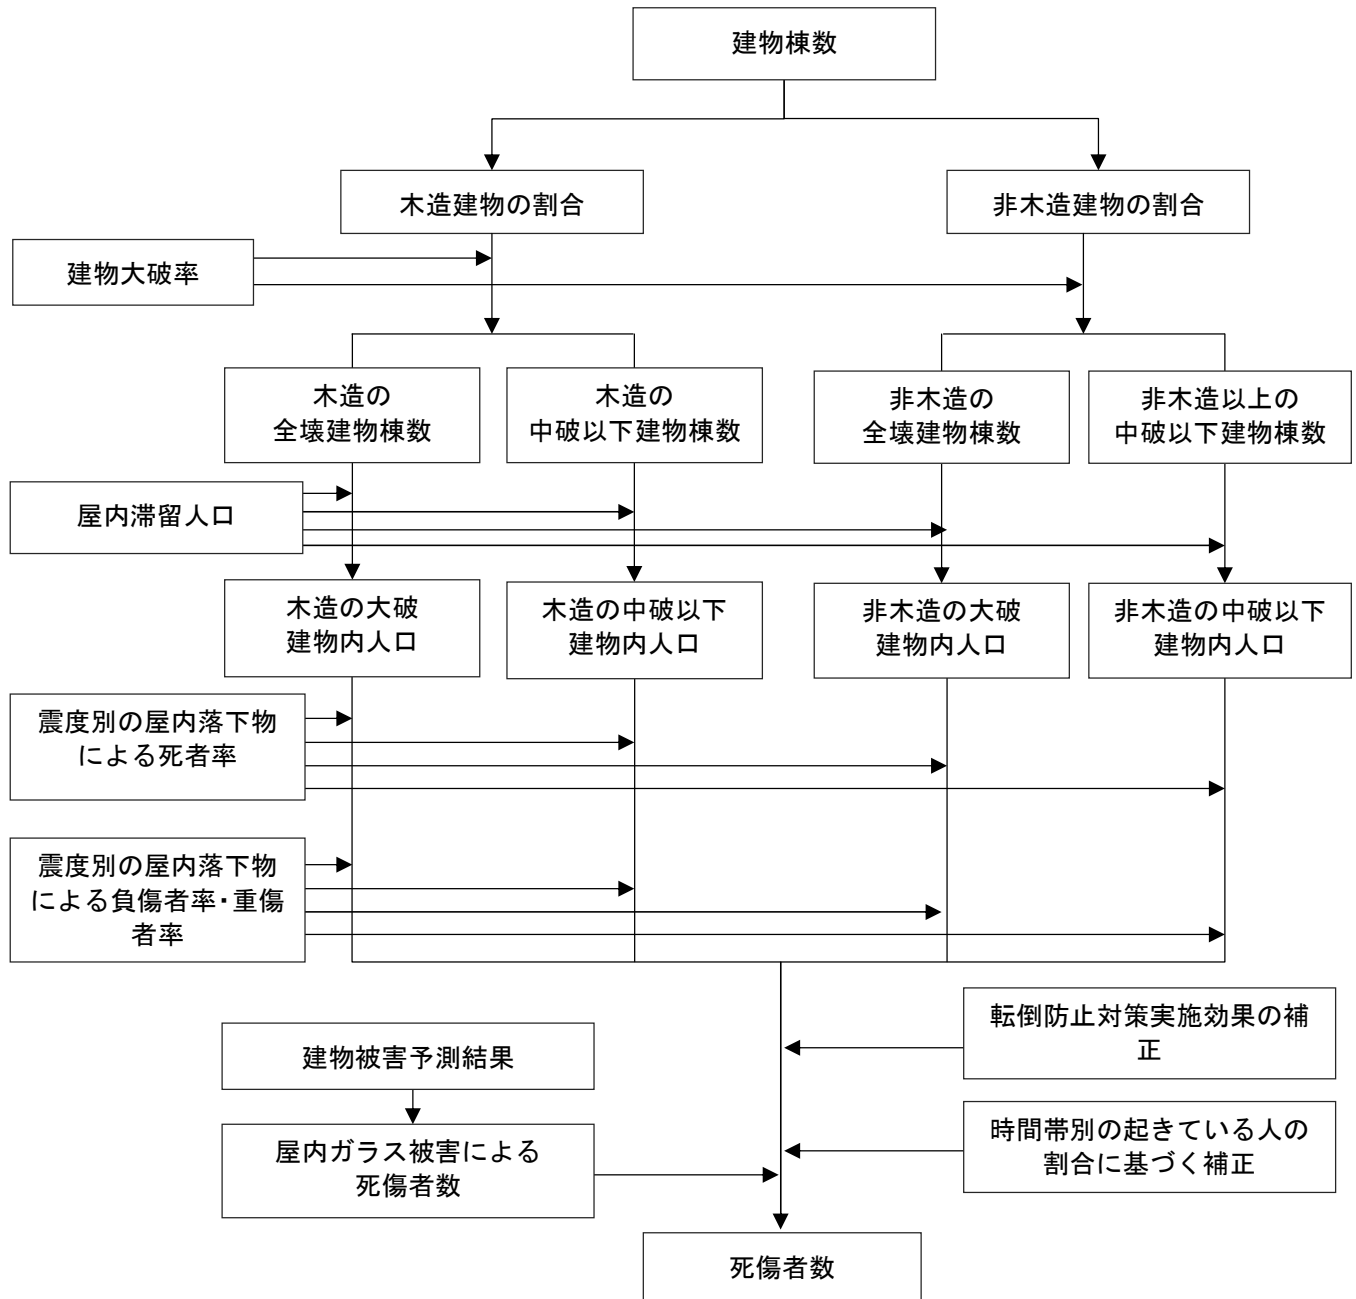 建物棟数
木造建物の割合
非木造建物の割合
建物大破率
木造の
全壊建物棟数
木造の
中破以下建物棟数
非木造の
全壊建物棟数
非木造以上の
中破以下建物棟数
屋内滞留人口
木造の大破
建物内人口
木造の中破以下
建物内人口
非木造の大破
建物内人口
非木造の中破以下
建物内人口
震度別の屋内落下物
による死者率
震度別の屋内落下物
による負傷者率・重傷
者率
転倒防止対策実施効果の補
正
建物被害予測結果
時間帯別の起きている人の
割合に基づく補正
屋内ガラス被害による
死傷者数
死傷者数